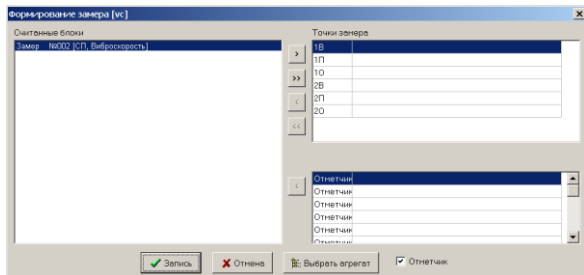 Формирование замера [vc]
Считанные блоки
Замер №002 [СП, Виброскорость]
>
>>
<
<<
Точки замера
1В
1П
1О
2В
2П
2О
<
Отметчик
Отметчик
Отметчик
Отметчик
Отметчик
Отметчик
Запись
Отмена
Выбрать агрегат
Отметчик